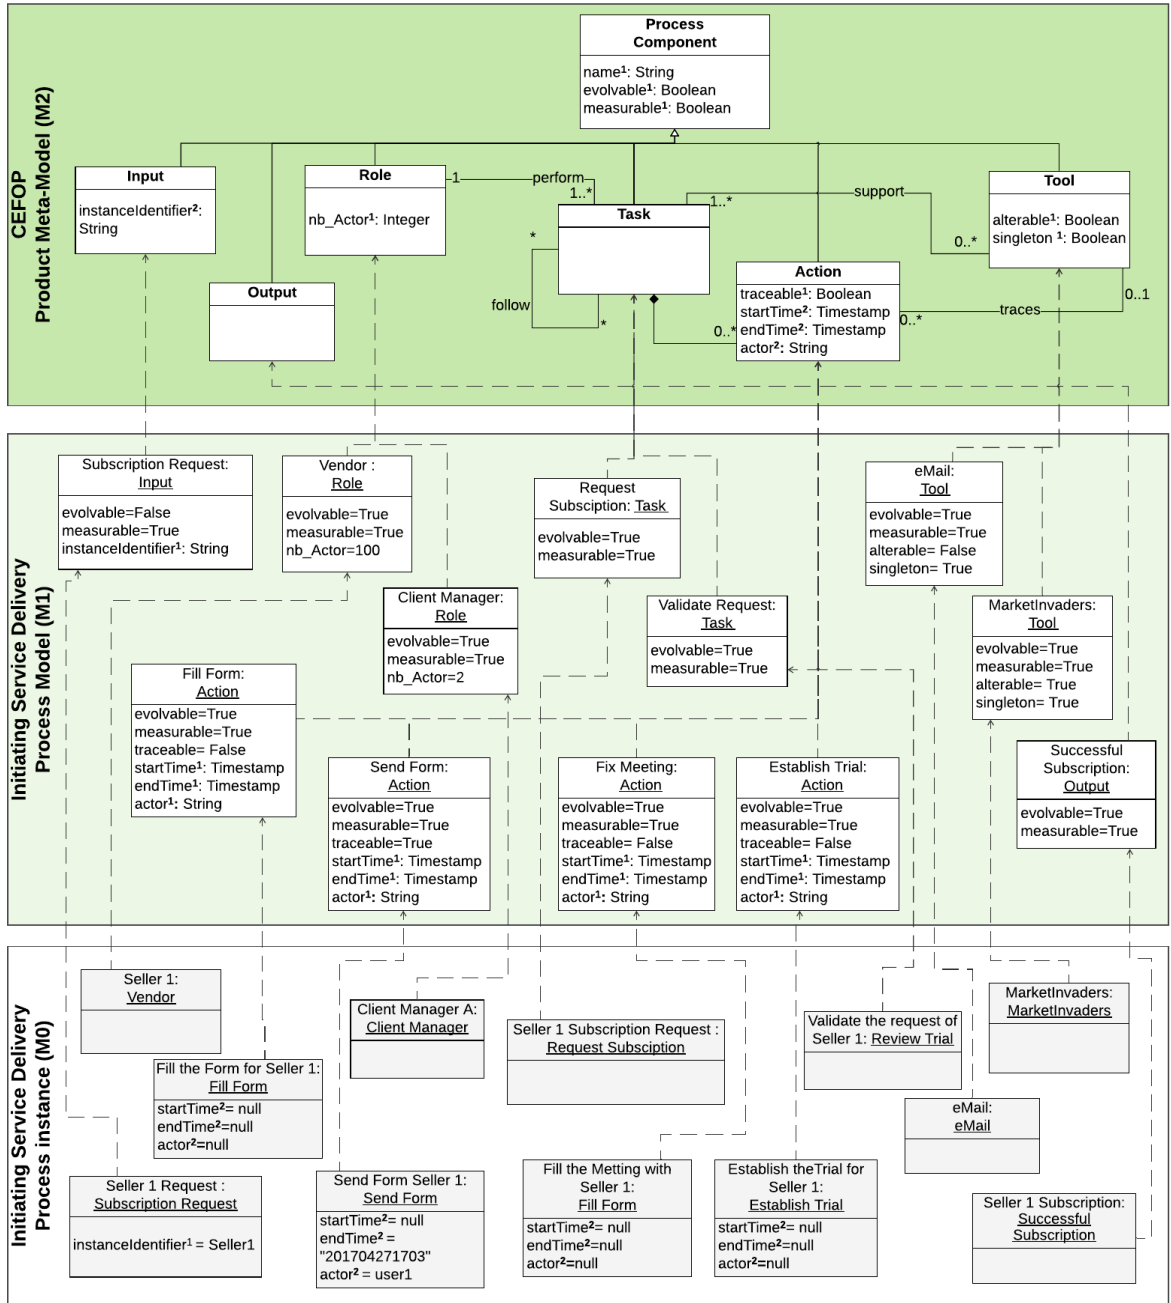 CEFOP
Product Meta-Model (M2)
Process
Component
name¹: String
evolvable¹: Boolean
measurable¹: Boolean
Input
instanceIdentifier²:
String
Role
nb_Actor¹: Integer
1
perform
1..*
Task
1..*
support
0..*
Tool
alterable¹: Boolean
singleton ¹: Boolean
Output
*
follow
*
0..*
Action
traceable¹: Boolean
startTime²: Timestamp
endTime²: Timestamp
actor²: String
0..*
traces
0..1
Initiating Service Delivery
Process Model (M1)
Subscription Request:
Input
evolvable=False
measurable=True
instanceIdentifier¹: String
Vendor :
Role
evolvable=True
measurable=True
nb_Actor=100
Client Manager:
Role
evolvable=True
measurable=True
nb_Actor=2
Request
Subsciption: Task
evolvable=True
measurable=True
Validate Request:
Task
evolvable=True
measurable=True
eMail:
Tool
evolvable=True
measurable=True
alterable= False
singleton= True
MarketInvaders:
Tool
evolvable=True
measurable=True
alterable= True
singleton= True
Fill Form:
Action
evolvable=True
measurable=True
traceable= False
startTime¹: Timestamp
endTime¹: Timestamp
actor¹: String
Send Form:
Action
evolvable=True
measurable=True
traceable=True
startTime¹: Timestamp
endTime¹: Timestamp
actor¹: String
Fix Meeting:
Action
evolvable=True
measurable=True
traceable= False
startTime¹: Timestamp
endTime¹: Timestamp
actor¹: String
Establish Trial:
Action
evolvable=True
measurable=True
traceable= False
startTime¹: Timestamp
endTime¹: Timestamp
actor¹: String
Successful
Subscription:
Output
evolvable=True
measurable=True
Initiating Service Delivery
Process instance (M0)
Seller 1:
Vendor
Fill the Form for Seller 1:
Fill Form
startTime²= null
endTime²=null
actor²=null
Seller 1 Request :
Subscription Request
instanceIdentifier¹ = Seller1
Client Manager A:
Client Manager
Send Form Seller 1:
Send Form
startTime²= null
endTime² =
"201704271703"
actor² = user1
Seller 1 Subscription Request :
Request Subsciption
Fill the Metting with
Seller 1:
Fill Form
startTime²= null
endTime²=null
actor²=null
Establish theTrial for
Seller 1:
Establish Trial
startTime²= null
endTime²=null
actor²=null
Validate the request of
Seller 1: Review Trial
eMail:
eMail
MarketInvaders:
MarketInvaders
Seller 1 Subscription:
Successful
Subscription